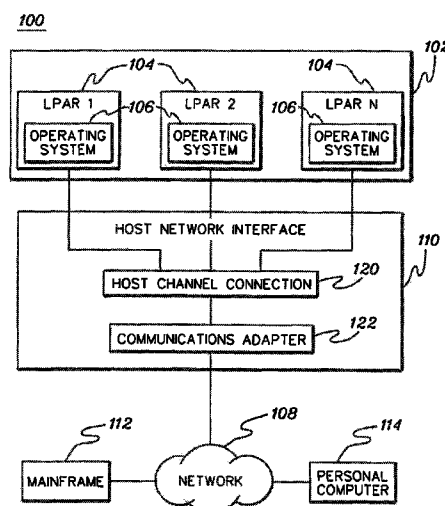 100
102
104
104
LPAR 1
LPAR 2
LPAR N
106
106
OPERATING
SYSTEM
OPERATING
SYSTEM
OPERATING
SYSTEM
HOST NETWORK INTERFACE
110
HOST CHANNEL CONNECTION
120
122
COMMUNICATIONS ADAPTER
112
108
114
MAINFRAME
NETWORK
PERSONAL
COMPUTER